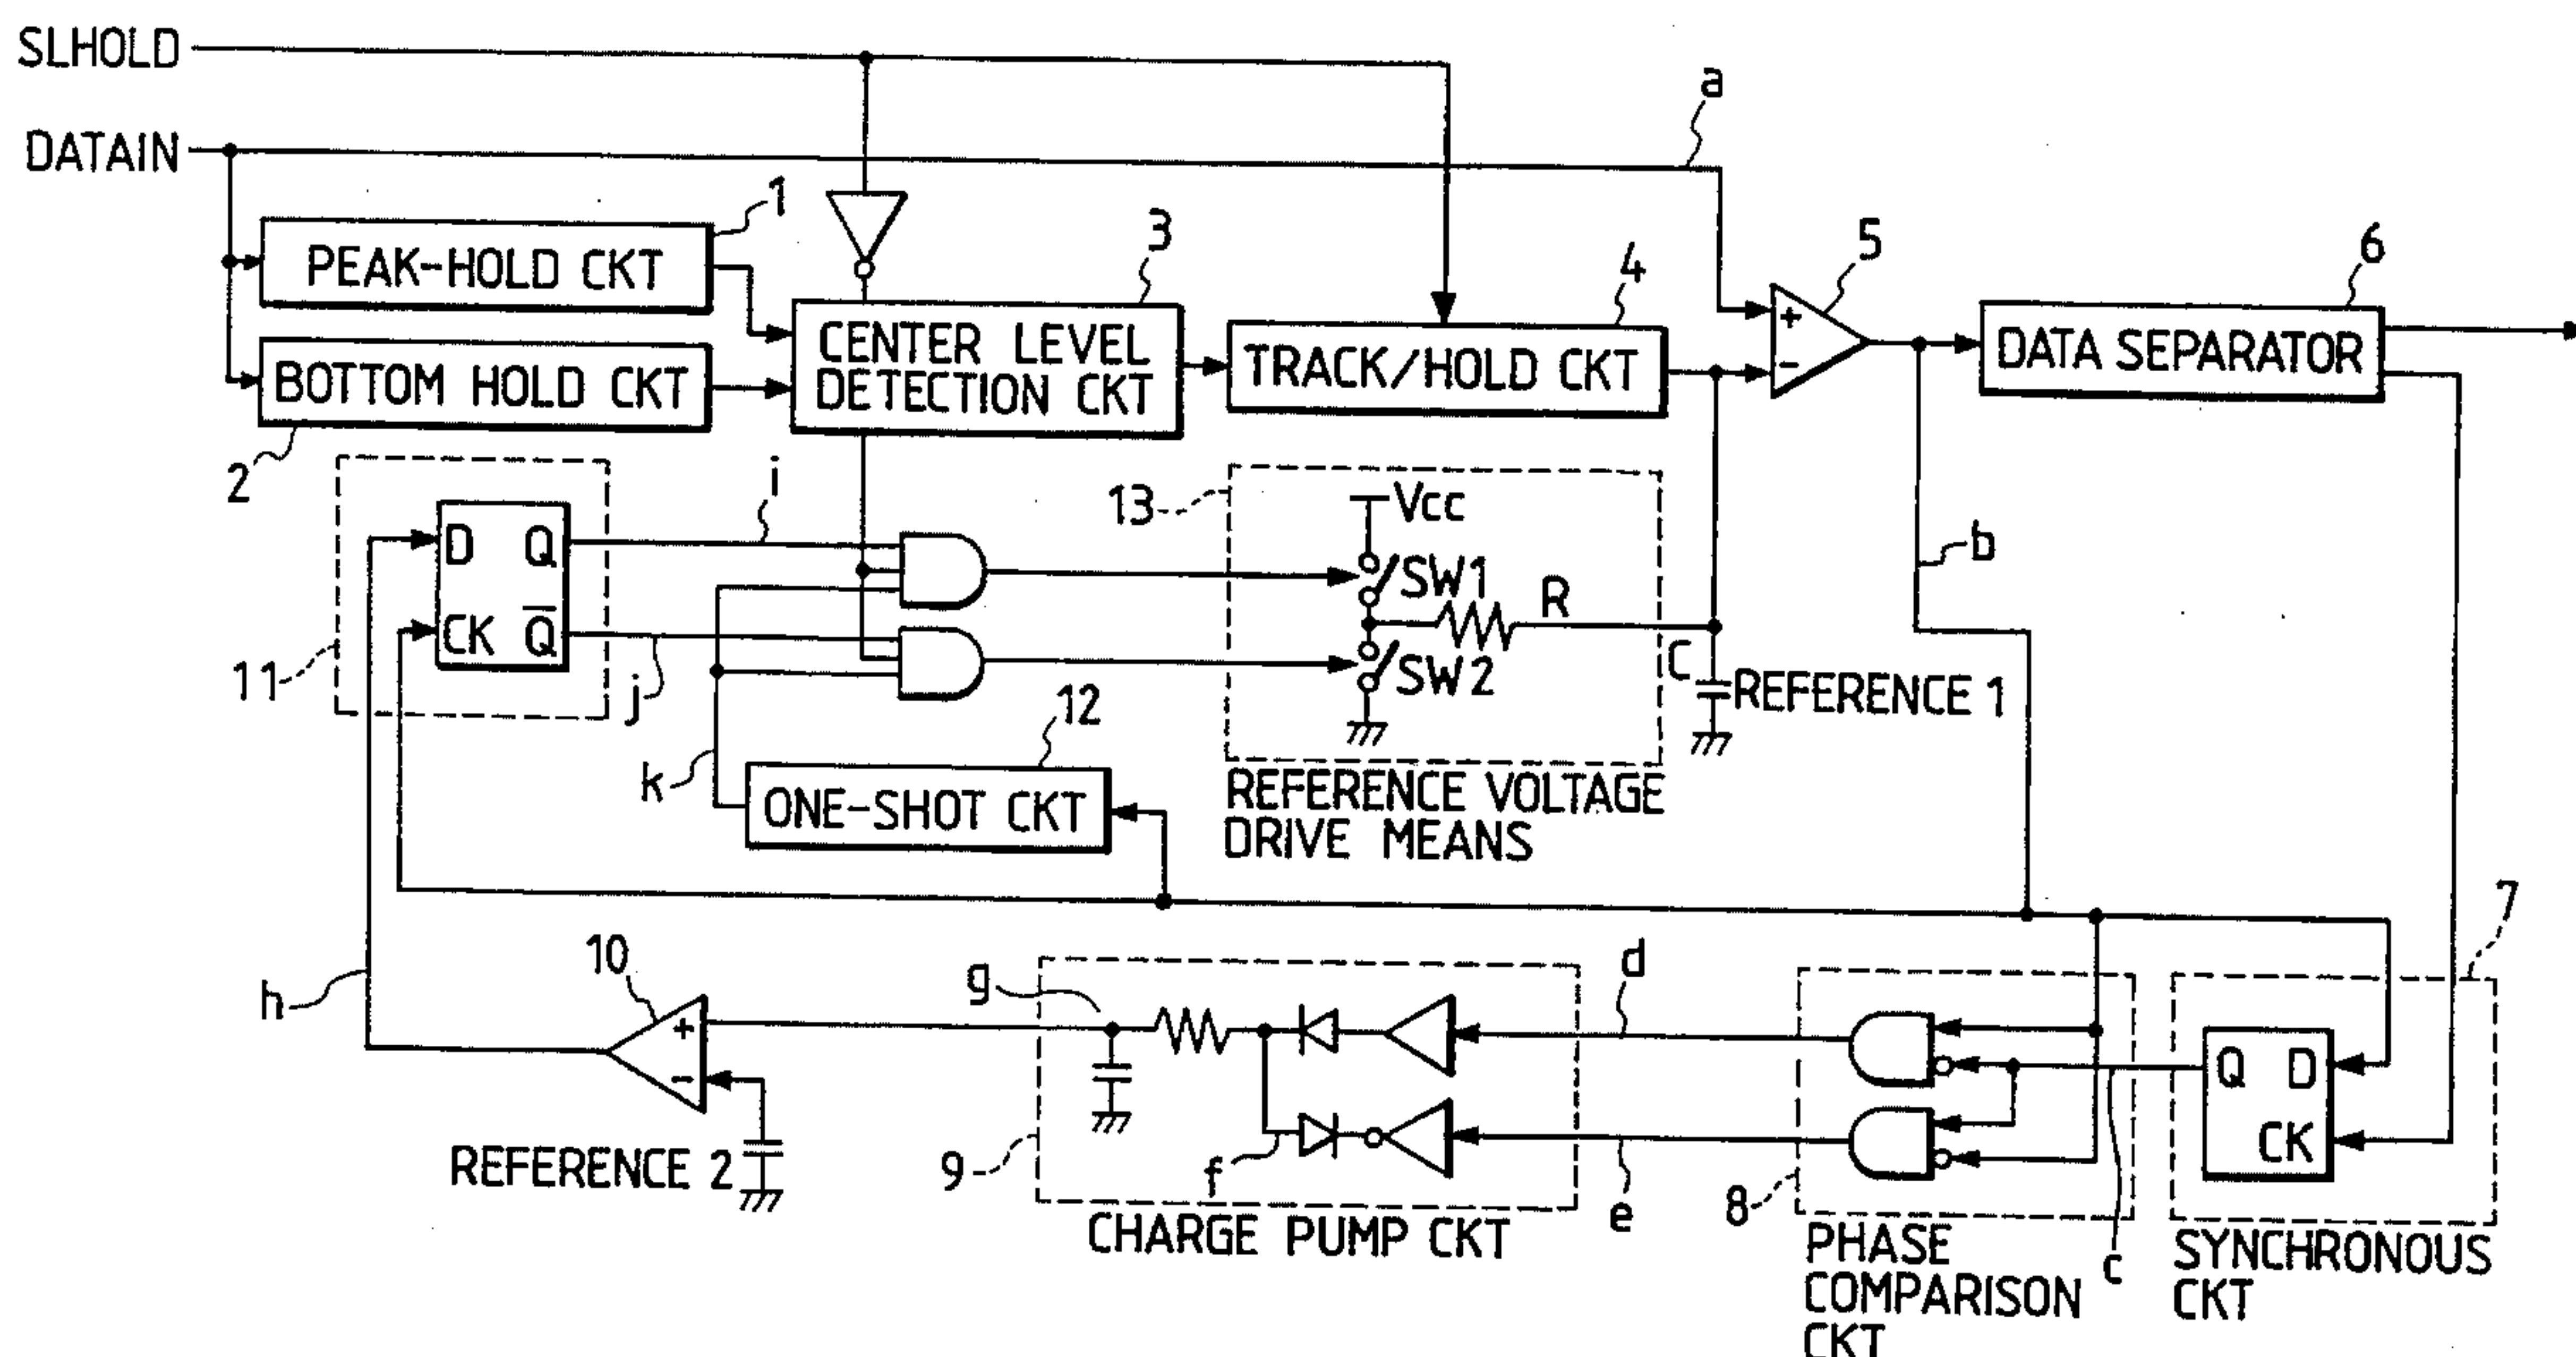 SLHOLD
a
DATAIN
1
PEAK-HOLD CKT
3
4
5
6
+
-
CENTER LEVEL
DETECTION CKT
TRACK/HOLD CKT
DATA SEPARATOR
BOTTOM HOLD CKT
2
i
13
Vcc
b
D Q
SW1
R
CK Q̅
11
j
SW2
C
REFERENCE 1
12
k
ONE-SHOT CKT
REFERENCE VOLTAGE
DRIVE MEANS
7
10
g
d
h
+
-
Q D
CK
REFERENCE 2
9
f
e
8
c
CHARGE PUMP CKT
PHASE
COMPARISON
CKT
SYNCHRONOUS
CKT